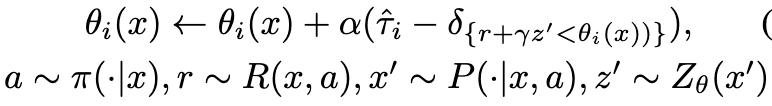 θ_i(x) ← θ_i(x) + α(τ̂_i − δ_{{r+γz′<θ_i(x))}}), (
a ∼ π(·|x), r ∼ R(x, a), x′ ∼ P(·|x, a), z′ ∼ Z_θ(x′)